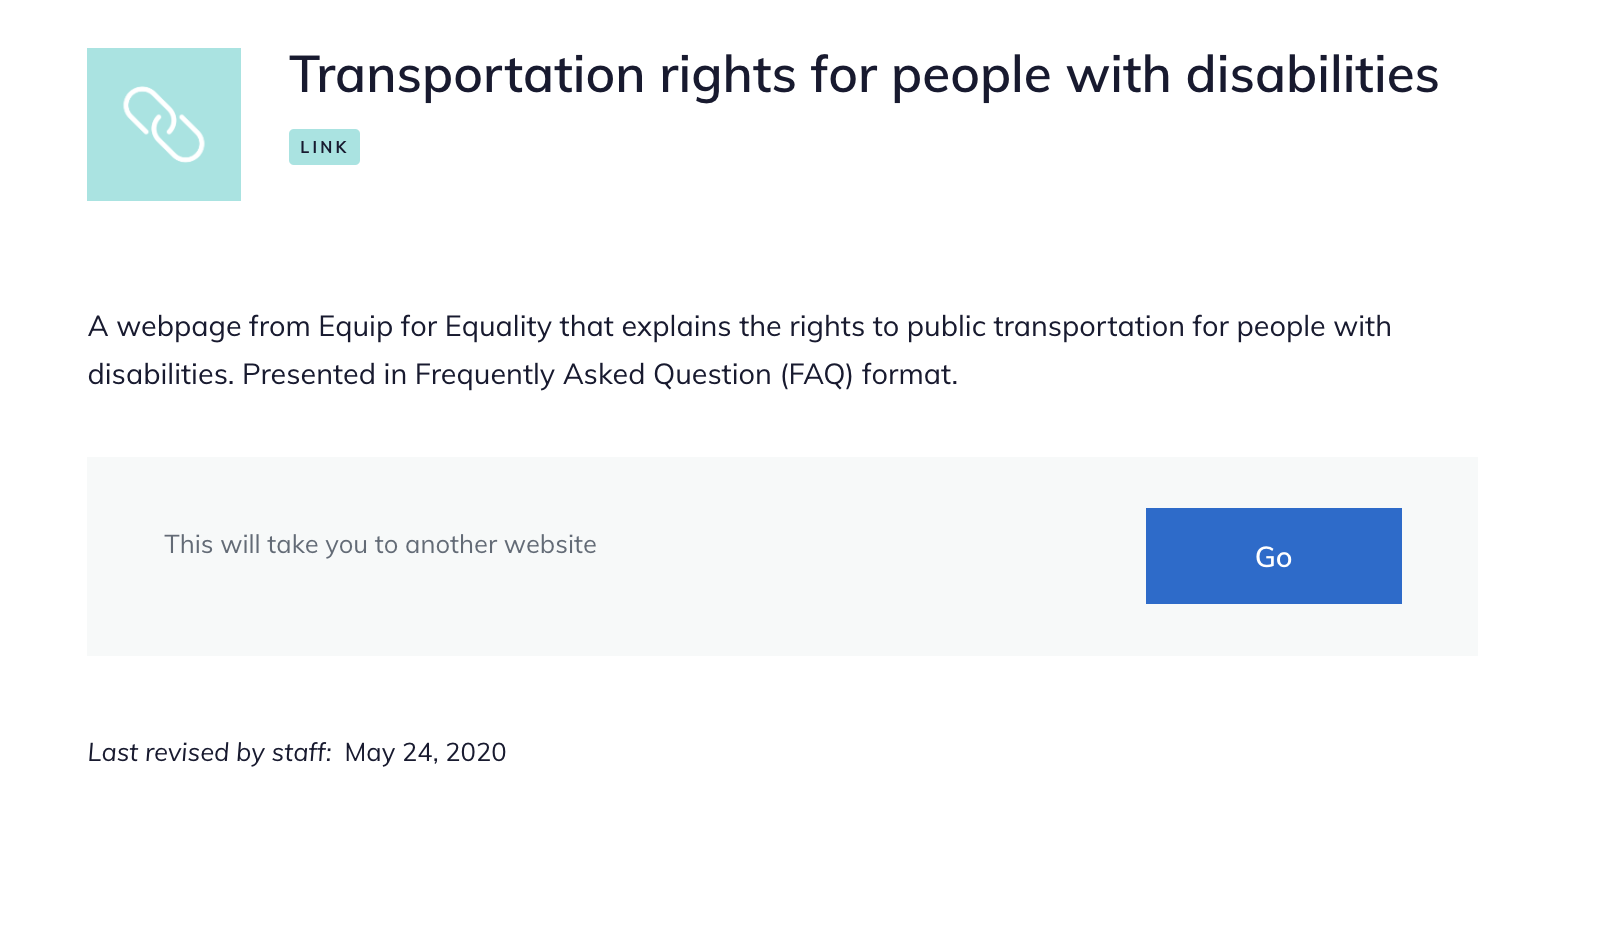 Transportation rights for people with disabilities
LINK
A webpage from Equip for Equality that explains the rights to public transportation for people with
disabilities. Presented in Frequently Asked Question (FAQ) format.
This will take you to another website
Go
Last revised by staff: May 24, 2020